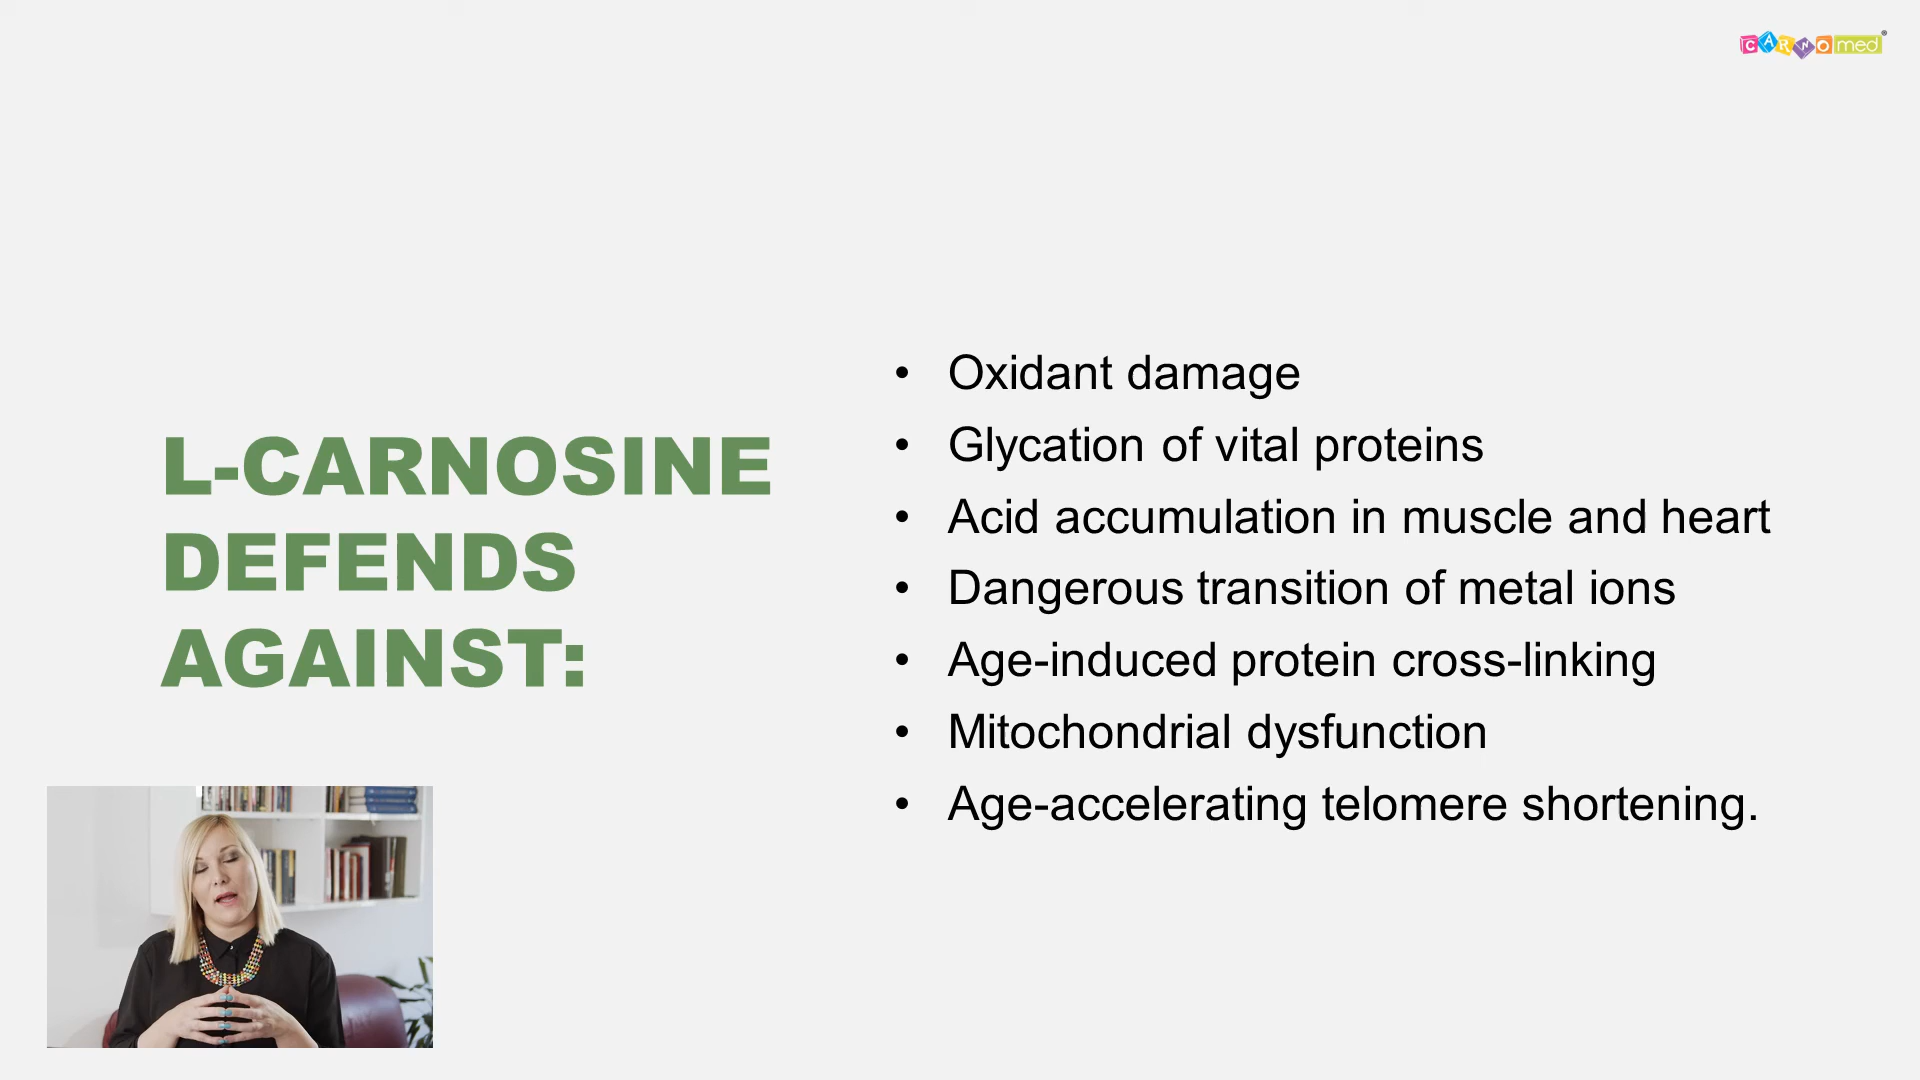 CARNOmed®
L-CARNOSINE
DEFENDS
AGAINST:
• Oxidant damage
• Glycation of vital proteins
• Acid accumulation in muscle and heart
• Dangerous transition of metal ions
• Age-induced protein cross-linking
• Mitochondrial dysfunction
• Age-accelerating telomere shortening.